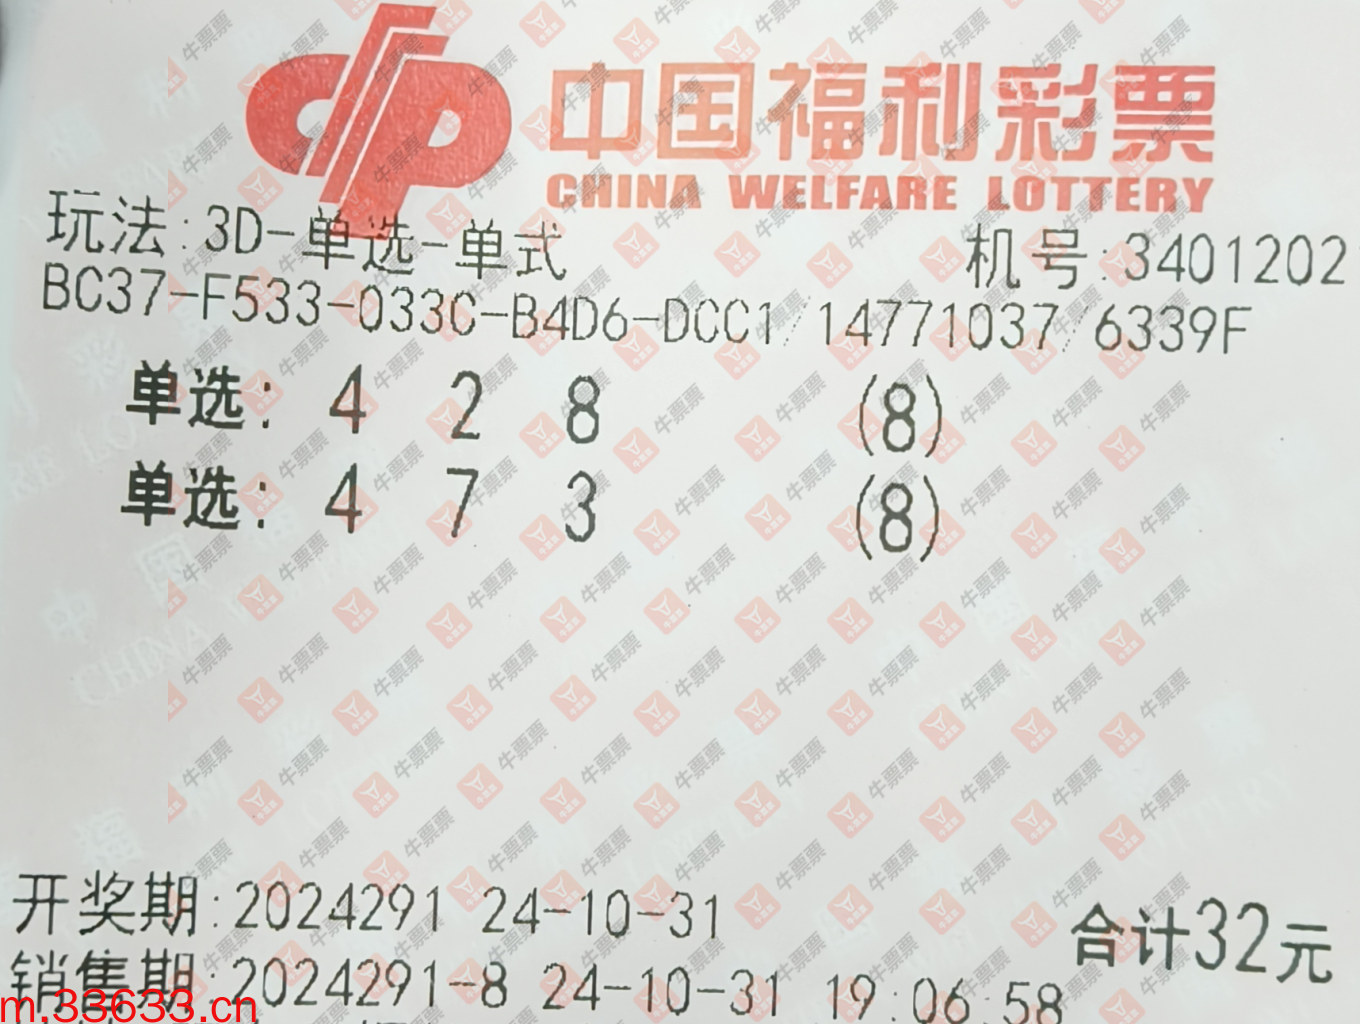 中国福利彩票
CHINA WELFARE LOTTERY
玩法:3D-单选-单式 机号:3401202
BC37-F533-033C-B4D6-DCC1/14771037/6339F
单选: 4 2 8 (8)
单选: 4 7 3 (8)
开奖期:2024291 24-10-31 合计32元
销售期:2024291-8 24-10-31 19:06:58
m,33633.cn
牛票票